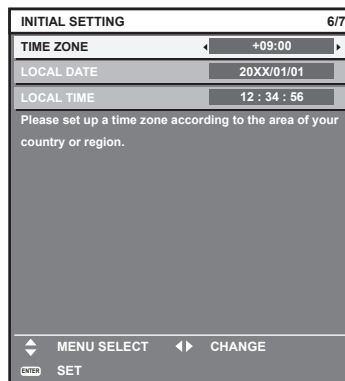 INITIAL SETTING 6/7
TIME ZONE +09:00
LOCAL DATE 20XX/01/01
LOCAL TIME 12 : 34 : 56
Please set up a time zone according to the area of your
country or region.
MENU SELECT CHANGE
ENTER SET